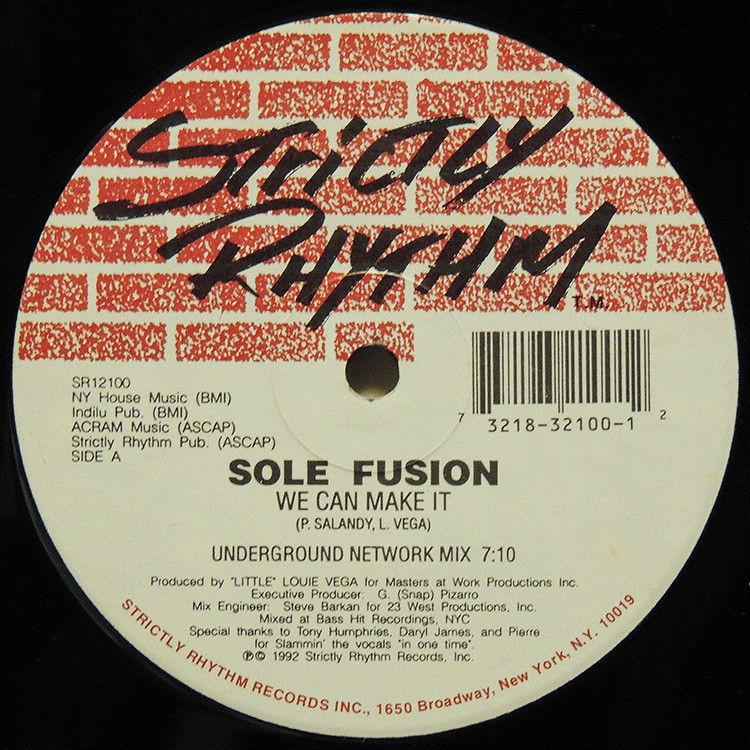 Strictly
Rhythm
T.M.
SR12100
NY House Music (BMI)
Indilu Pub. (BMI)
ACRAM Music (ASCAP)
Strictly Rhythm Pub. (ASCAP)
SIDE A
7 3218-32100-1 2
SOLE FUSION
WE CAN MAKE IT
(P. SALANDY, L. VEGA)
UNDERGROUND NETWORK MIX 7:10
Produced by "LITTLE" LOUIE VEGA for Masters at Work Productions Inc.
Executive Producer: G. (Snap) Pizarro
Mix Engineer: Steve Barkan for 23 West Productions, Inc.
Mixed at Bass Hit Recordings, NYC
Special thanks to Tony Humphries, Daryl James, and Pierre
for Slammin' the vocals "in one time".
℗© 1992 Strictly Rhythm Records, Inc.
STRICTLY RHYTHM RECORDS INC., 1650 Broadway, New York, N.Y. 10019